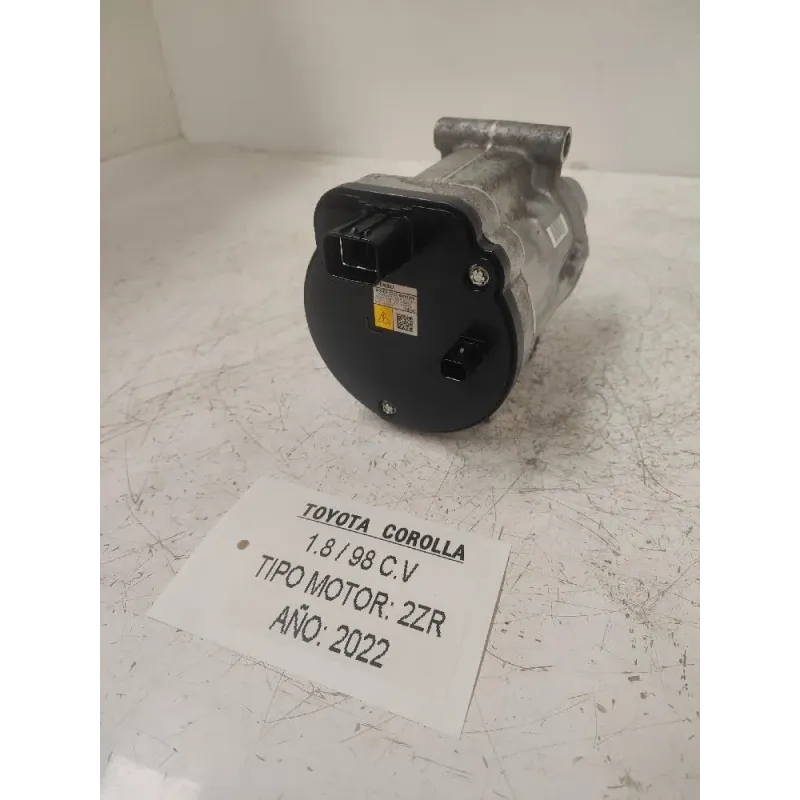 TOYOTA COROLLA
1.8 / 98 C.V
TIPO MOTOR: 2ZR
AÑO: 2022